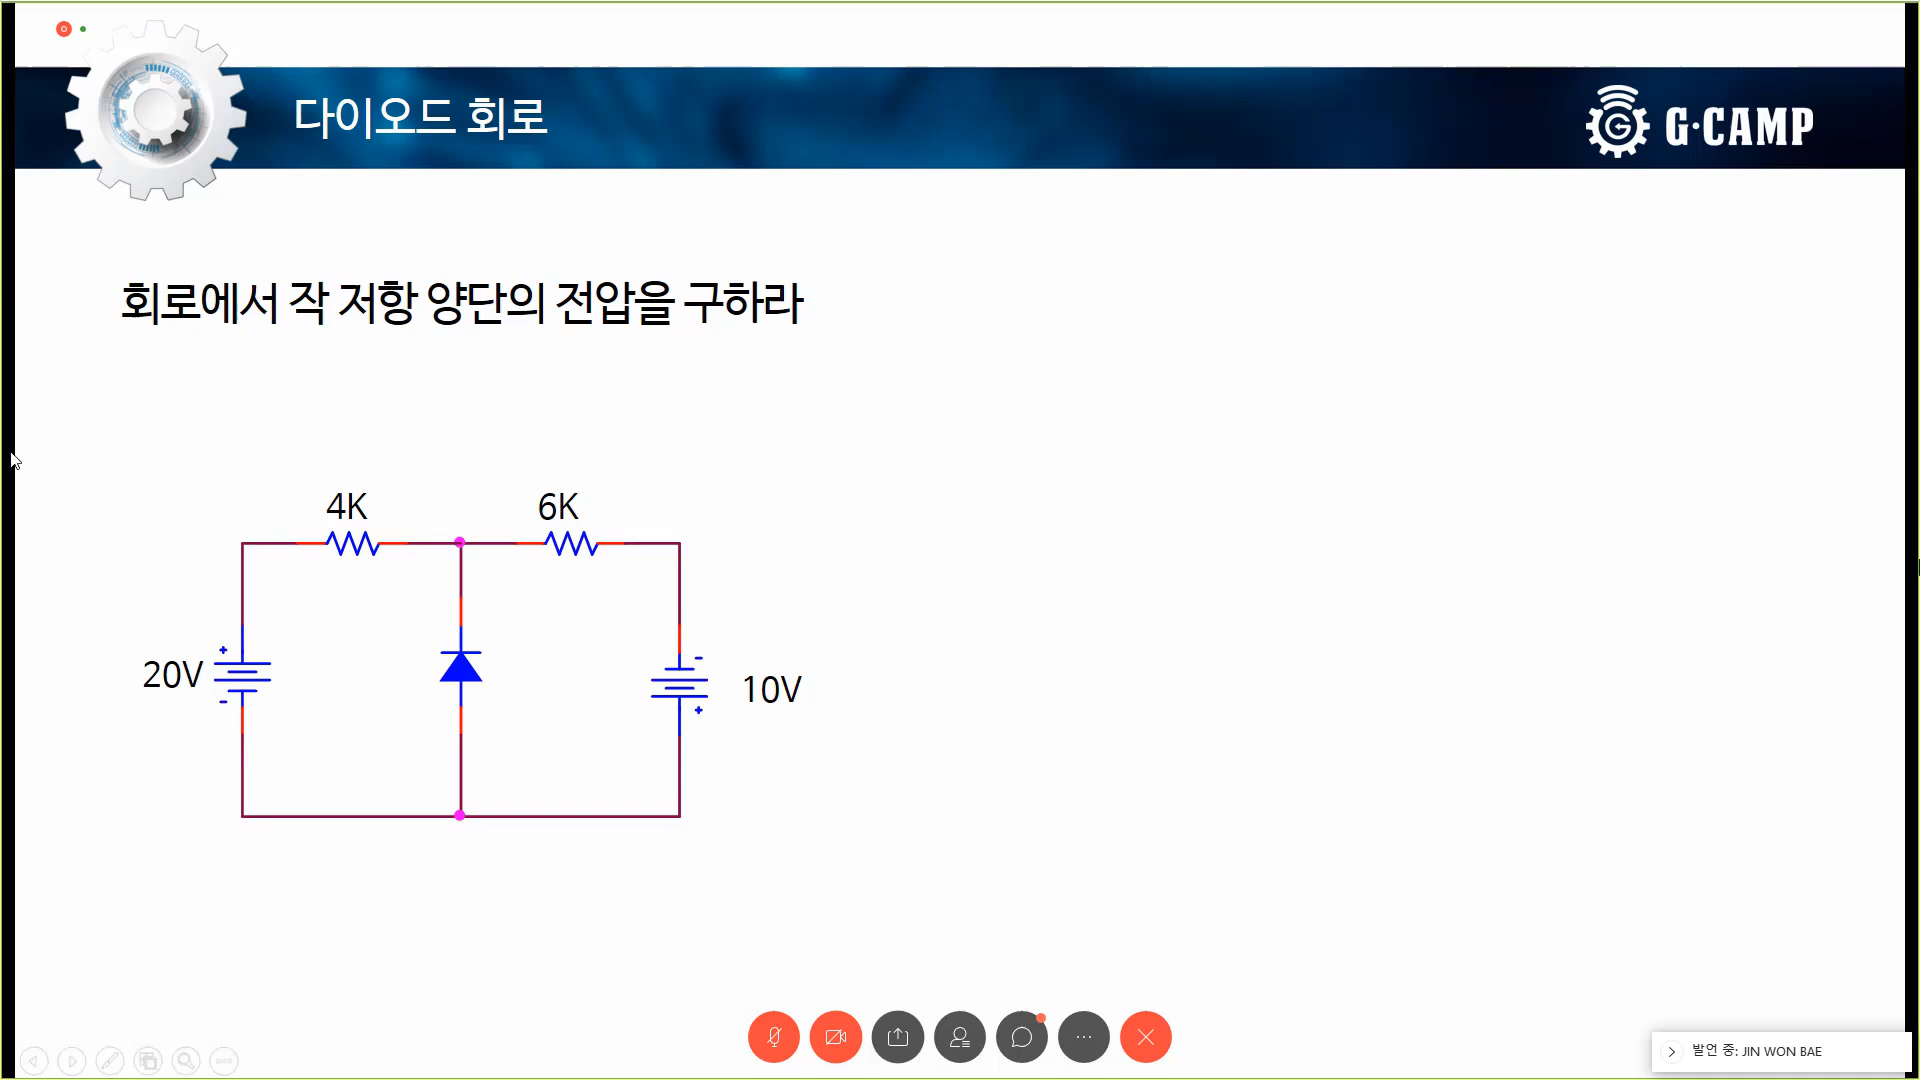 다이오드 회로
G·CAMP
회로에서 작 저항 양단의 전압을 구하라
4K
6K
+
20V
-
-
10V
+
발언 중: JIN WON BAE